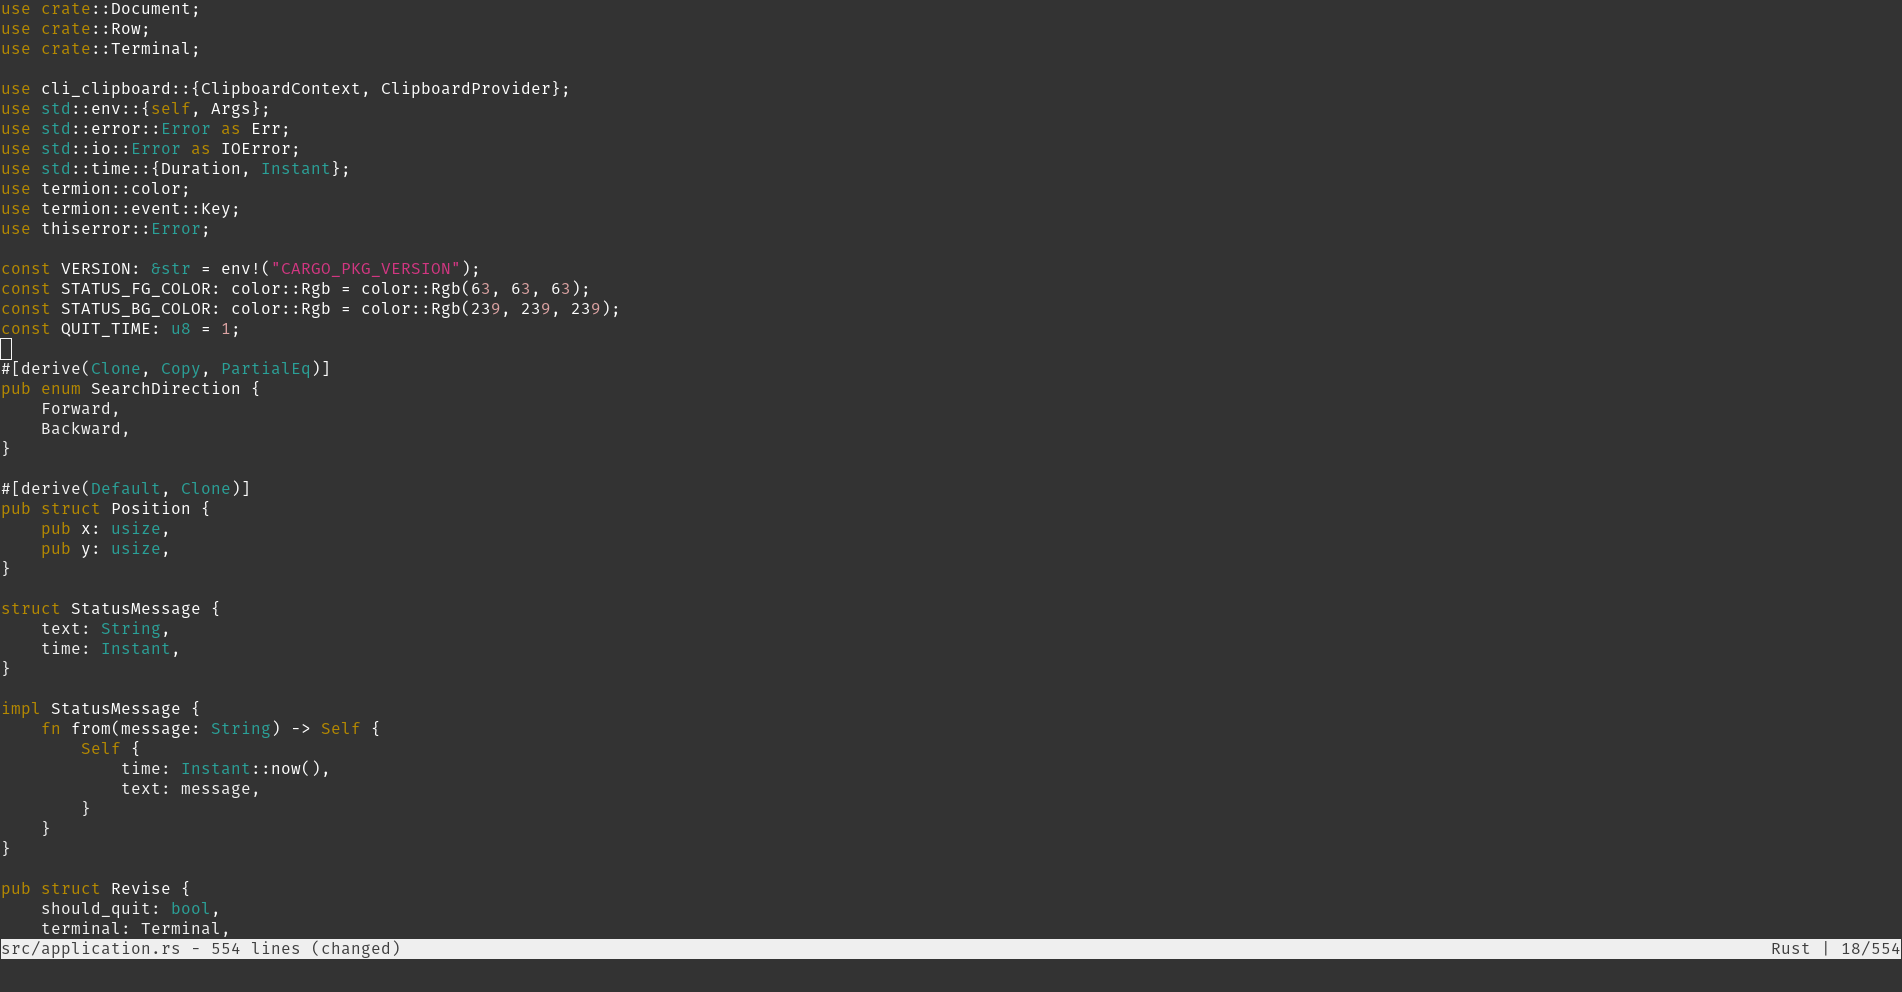 use crate::Document;
use crate::Row;
use crate::Terminal;

use cli_clipboard::{ClipboardContext, ClipboardProvider};
use std::env::{self, Args};
use std::error::Error as Err;
use std::io::Error as IOError;
use std::time::{Duration, Instant};
use termion::color;
use termion::event::Key;
use thiserror::Error;

const VERSION: &str = env!("CARGO_PKG_VERSION");
const STATUS_FG_COLOR: color::Rgb = color::Rgb(63, 63, 63);
const STATUS_BG_COLOR: color::Rgb = color::Rgb(239, 239, 239);
const QUIT_TIME: u8 = 1;

#[derive(Clone, Copy, PartialEq)]
pub enum SearchDirection {
    Forward,
    Backward,
}

#[derive(Default, Clone)]
pub struct Position {
    pub x: usize,
    pub y: usize,
}

struct StatusMessage {
    text: String,
    time: Instant,
}

impl StatusMessage {
    fn from(message: String) -> Self {
        Self {
            time: Instant::now(),
            text: message,
        }
    }
}

pub struct Revise {
    should_quit: bool,
    terminal: Terminal,
src/application.rs - 554 lines (changed) Rust | 18/554